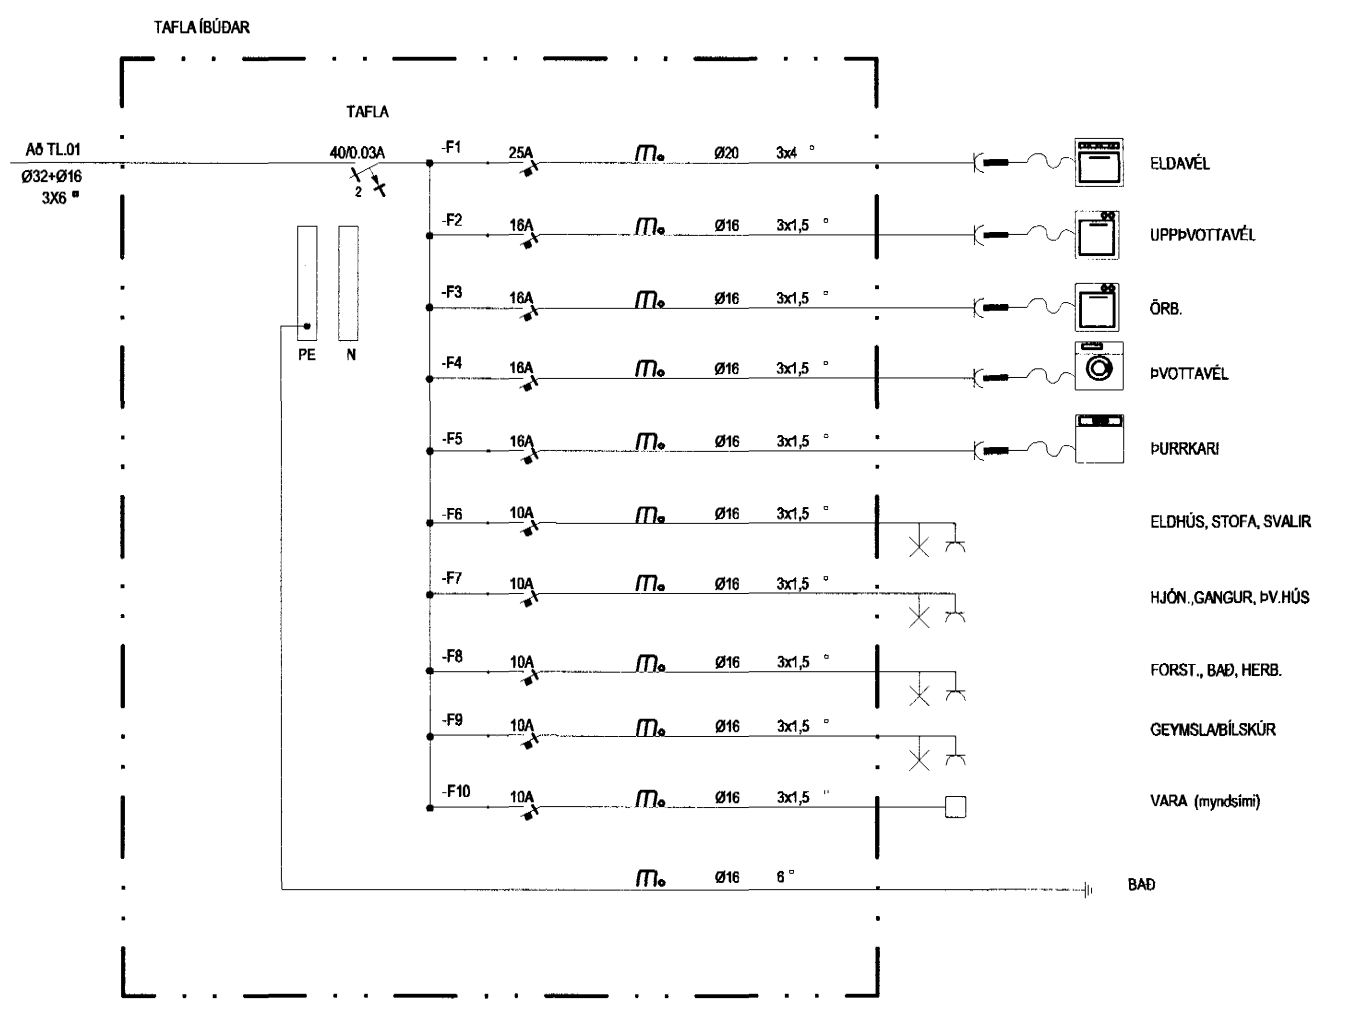 TAFLA ÍBÚÐAR
TAFLA
Að TL.01
Ø32+Ø16
3X6 ▫
40/0.03A
2
PE N
-F1 25A m. Ø20 3x4 ▫ ELDAVÉL
-F2 16A m. Ø16 3x1,5 ▫ UPPÞVOTTAVÉL
-F3 16A m. Ø16 3x1,5 ▫ ÖRB.
-F4 16A m. Ø16 3x1,5 ▫ ÞVOTTAVÉL
-F5 16A m. Ø16 3x1,5 ▫ ÞURRKARI
-F6 10A m. Ø16 3x1,5 ▫ ELDHÚS, STOFA, SVALIR
-F7 10A m. Ø16 3x1,5 ▫ HJÓN.,GANGUR, ÞV.HÚS
-F8 10A m. Ø16 3x1,5 ▫ FORST., BAÐ, HERB.
-F9 10A m. Ø16 3x1,5 ▫ GEYMSLA/BÍLSKÚR
-F10 10A m. Ø16 3x1,5 ▫ VARA (myndsími)
m. Ø16 6 ▫ BAÐ